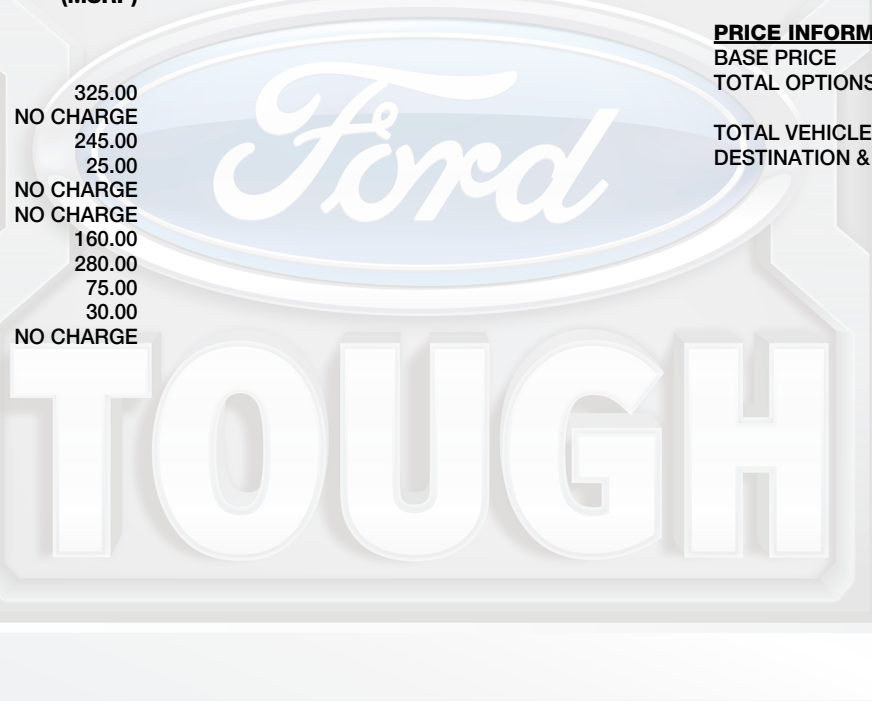 (MSRP)
325.00
NO CHARGE
245.00
25.00
NO CHARGE
NO CHARGE
160.00
280.00
75.00
30.00
NO CHARGE
PRICE INFORM
BASE PRICE
TOTAL OPTIONS
TOTAL VEHICLE
DESTINATION &
Ford
TOUGH